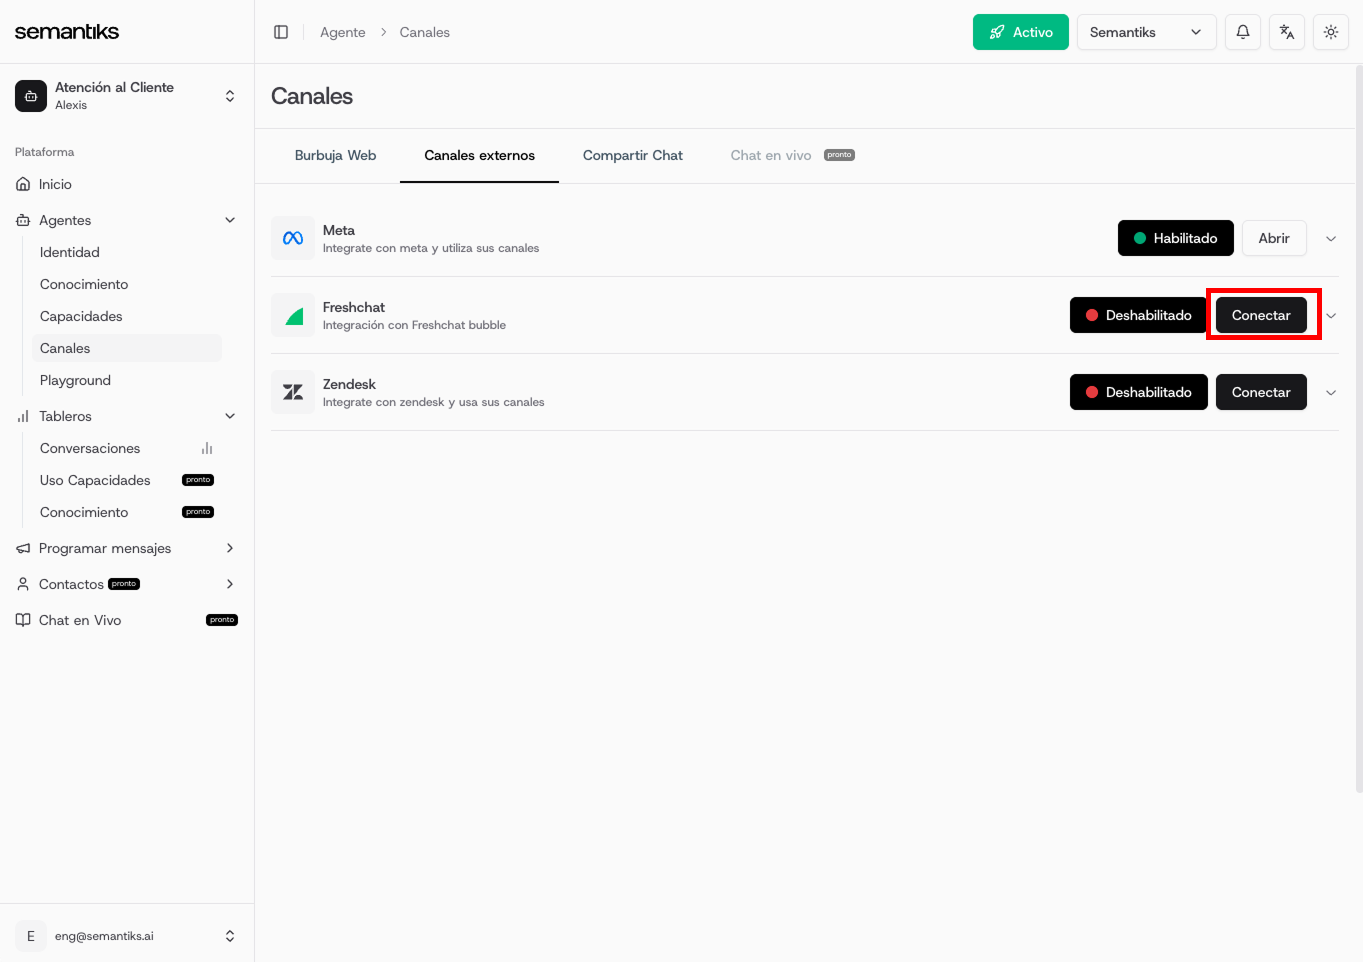 semantiks
Agente > Canales
Activo
Semantiks
Atención al Cliente
Alexis
Plataforma
Inicio
Agentes
Identidad
Conocimiento
Capacidades
Canales
Playground
Tableros
Conversaciones
Uso Capacidades pronto
Conocimiento pronto
Programar mensajes
Contactos pronto
Chat en Vivo pronto
E eng@semantiks.ai
Canales
Burbuja Web Canales externos Compartir Chat Chat en vivo pronto
Meta
Integrate con meta y utiliza sus canales
Habilitado Abrir
Freshchat
Integración con Freshchat bubble
Deshabilitado Conectar
Zendesk
Integrate con zendesk y usa sus canales
Deshabilitado Conectar